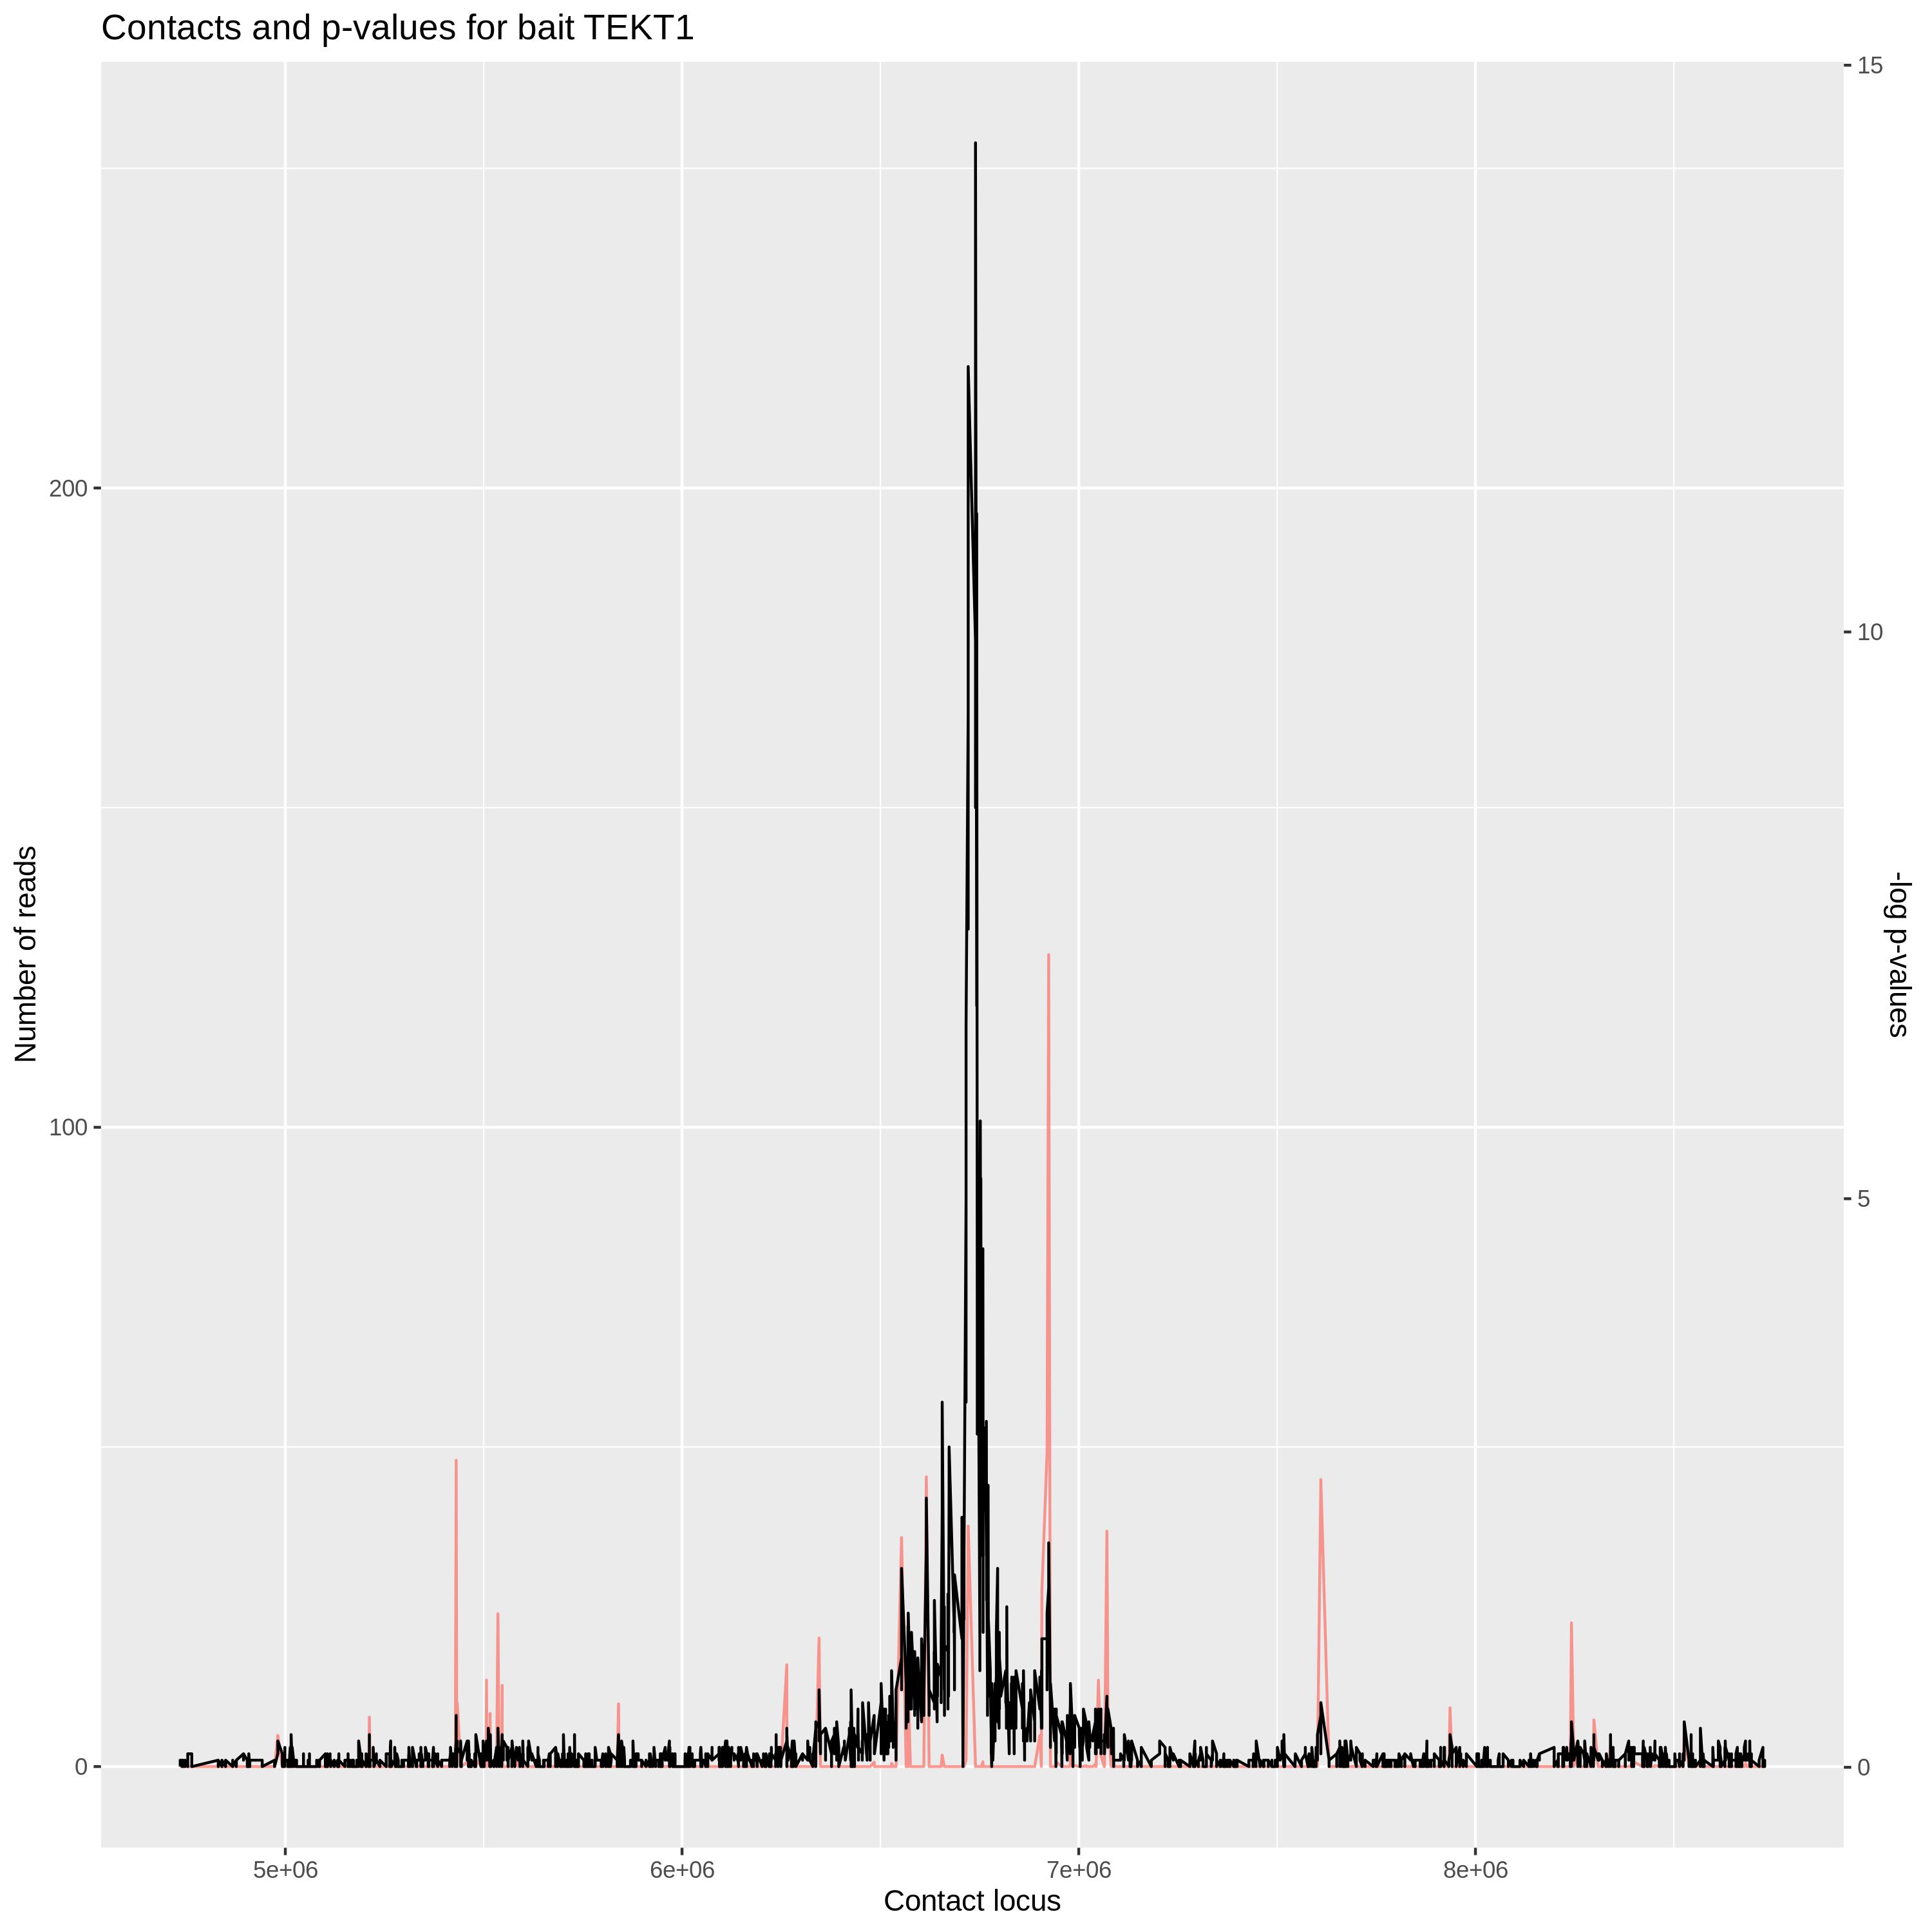 Contacts and p-values for bait TEKT1
15
10
5
0
200
100
0
Number of reads
-log p-values
5e+06
6e+06
7e+06
8e+06
Contact locus